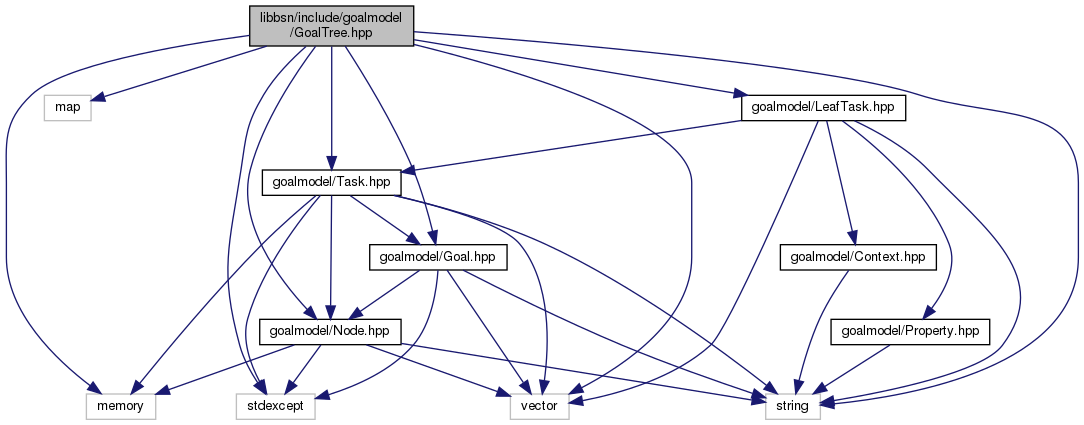 libbsn/include/goalmodel
/GoalTree.hpp
map
goalmodel/LeafTask.hpp
goalmodel/Task.hpp
goalmodel/Goal.hpp
goalmodel/Context.hpp
goalmodel/Node.hpp
goalmodel/Property.hpp
memory
stdexcept
vector
string